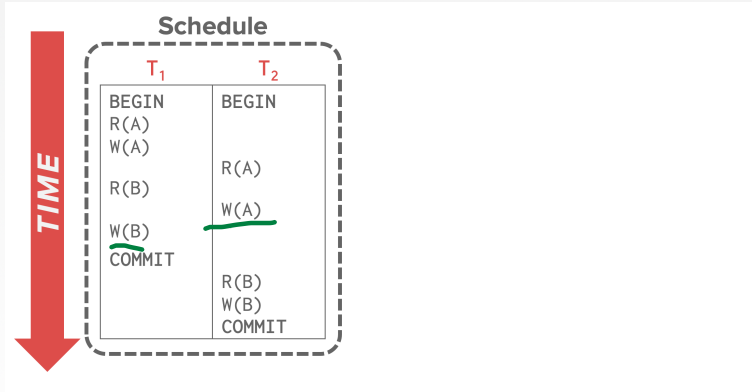 Schedule
T₁ T₂
BEGIN BEGIN
R(A)
W(A)
R(A)
R(B)
W(A)
W(B)
COMMIT
R(B)
W(B)
COMMIT
TIME